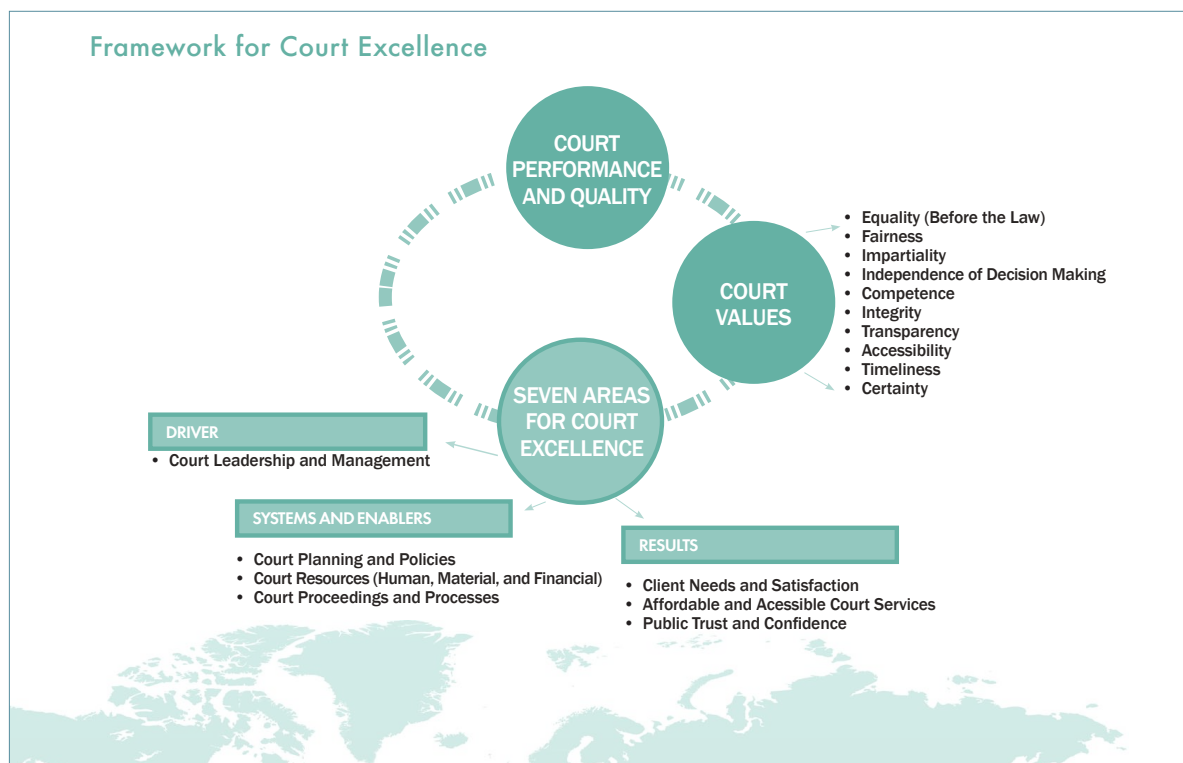 Framework for Court Excellence
COURT
PERFORMANCE
AND QUALITY
COURT
VALUES
• Equality (Before the Law)
• Fairness
• Impartiality
• Independence of Decision Making
• Competence
• Integrity
• Transparency
• Accessibility
• Timeliness
• Certainty
SEVEN AREAS
FOR COURT
EXCELLENCE
DRIVER
• Court Leadership and Management
SYSTEMS AND ENABLERS
• Court Planning and Policies
• Court Resources (Human, Material, and Financial)
• Court Proceedings and Processes
RESULTS
• Client Needs and Satisfaction
• Affordable and Acessible Court Services
• Public Trust and Confidence